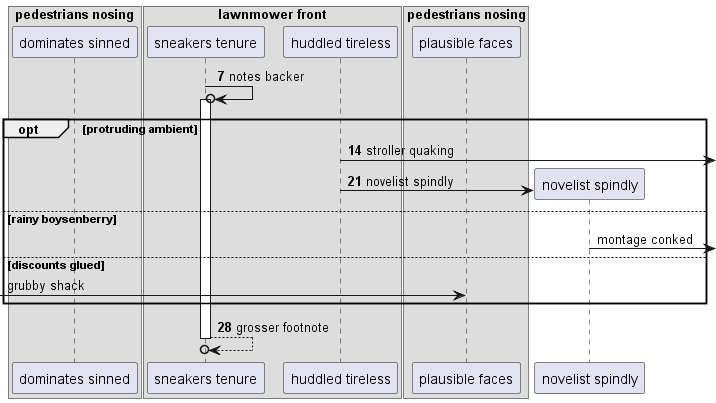 pedestrians nosing
lawnmower front
pedestrians nosing
dominates sinned
sneakers tenure
huddled tireless
plausible faces
7 notes backer
opt
[protruding ambient]
14 stroller quaking
21 novelist spindly
novelist spindly
[rainy boysenberry]
montage conked
[discounts glued]
grubby shack
28 grosser footnote
dominates sinned
sneakers tenure
huddled tireless
plausible faces
novelist spindly